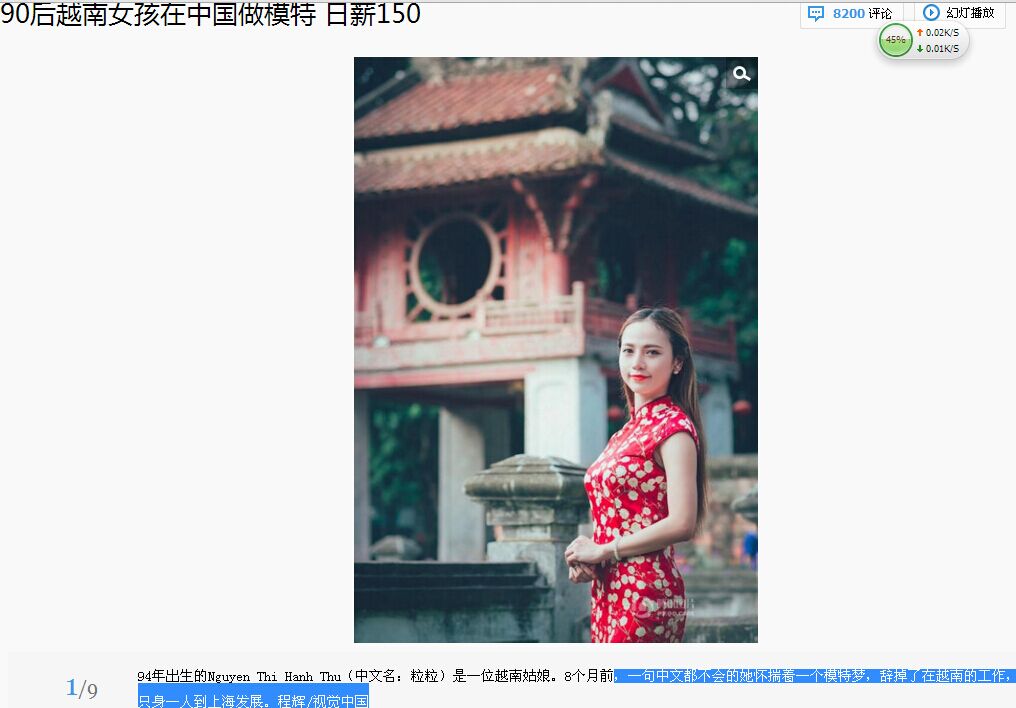 90后越南女孩在中国做模特 日薪150
8200 评论
幻灯播放
45%
0.02K/S
0.01K/S
1/9
94年出生的Nguyen Thi Hanh Thu（中文名：粒粒）是一位越南姑娘。8个月前，一句中文都不会的她怀揣着一个模特梦，辞掉了在越南的工作，
只身一人到上海发展。程辉/视觉中国